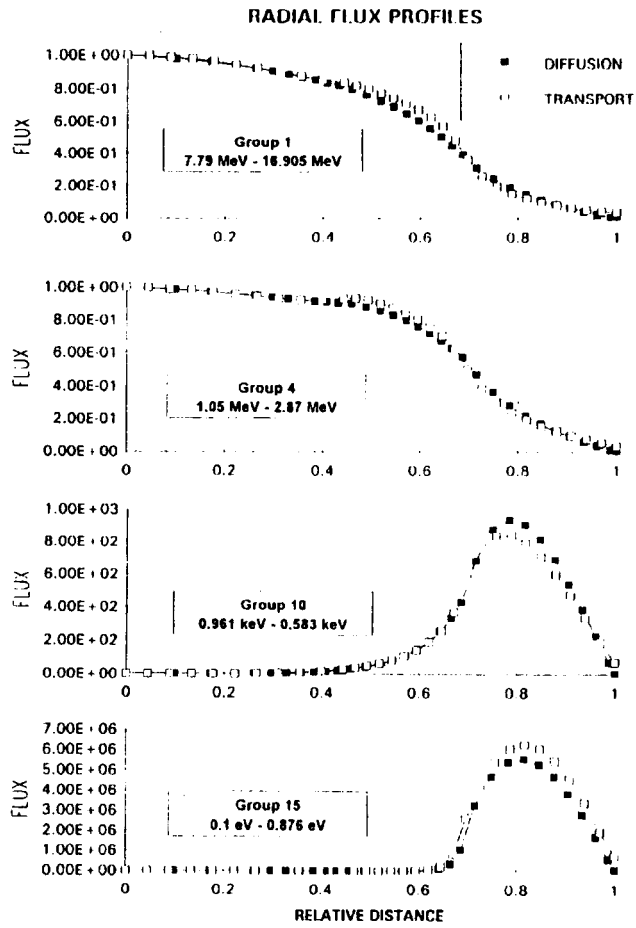 RADIAL FLUX PROFILES
DIFFUSION
TRANSPORT
FLUX
1.00E + 00
8.00E-01
6.00E-01
4.00E-01
2.00E-01
0.00E + 00
Group 1
7.79 MeV - 16.905 MeV
0 0.2 0.4 0.6 0.8 1
FLUX
1.00E + 00
8.00E-01
6.00E-01
4.00E-01
2.00E-01
0.00E + 00
Group 4
1.05 MeV - 2.87 MeV
0 0.2 0.4 0.6 0.8 1
FLUX
1.00E + 03
8.00E + 02
6.00E + 02
4.00E + 02
2.00E + 02
0.00E + 00
Group 10
0.961 keV - 0.583 keV
0 0.2 0.4 0.6 0.8 1
FLUX
7.00E + 06
6.00E + 06
5.00E + 06
4.00E + 06
3.00E + 06
2.00E + 06
1.00E + 06
0.00E + 00
Group 15
0.1 eV - 0.876 eV
0 0.2 0.4 0.6 0.8 1
RELATIVE DISTANCE